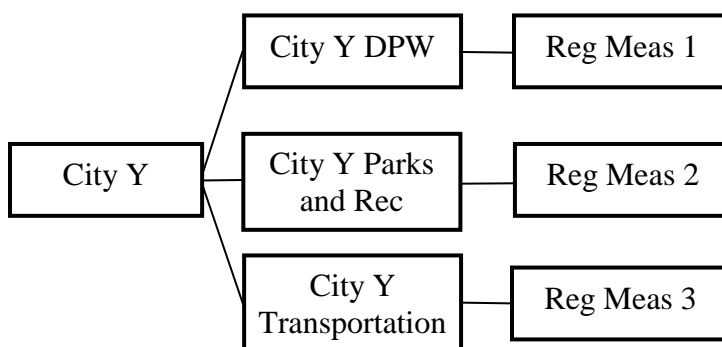 City Y DPW
Reg Meas 1
City Y
City Y Parks
and Rec
Reg Meas 2
City Y
Transportation
Reg Meas 3